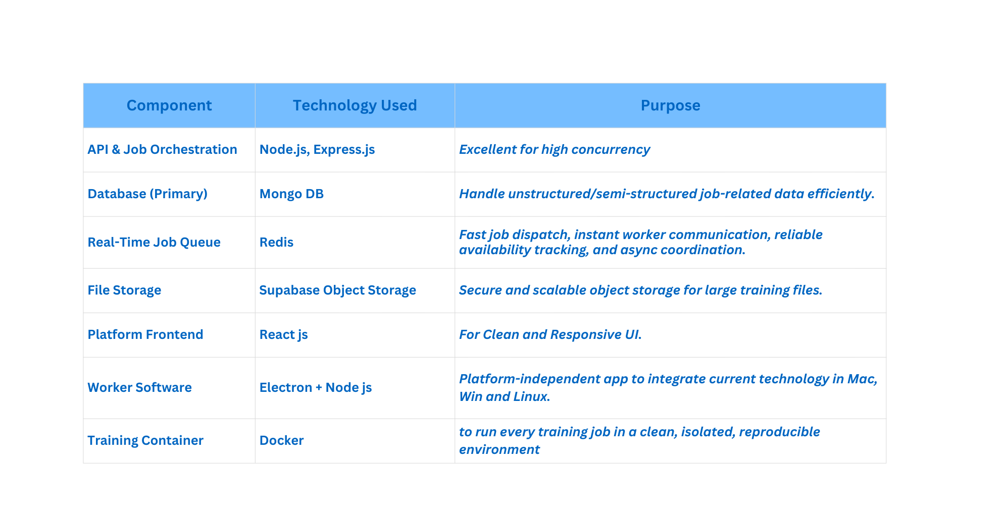 Component
Technology Used
Purpose
API & Job Orchestration
Node.js, Express.js
Excellent for high concurrency
Database (Primary)
Mongo DB
Handle unstructured/semi-structured job-related data efficiently.
Real-Time Job Queue
Redis
Fast job dispatch, instant worker communication, reliable
availability tracking, and async coordination.
File Storage
Supabase Object Storage
Secure and scalable object storage for large training files.
Platform Frontend
React js
For Clean and Responsive UI.
Worker Software
Electron + Node js
Platform-independent app to integrate current technology in Mac,
Win and Linux.
Training Container
Docker
to run every training job in a clean, isolated, reproducible
environment